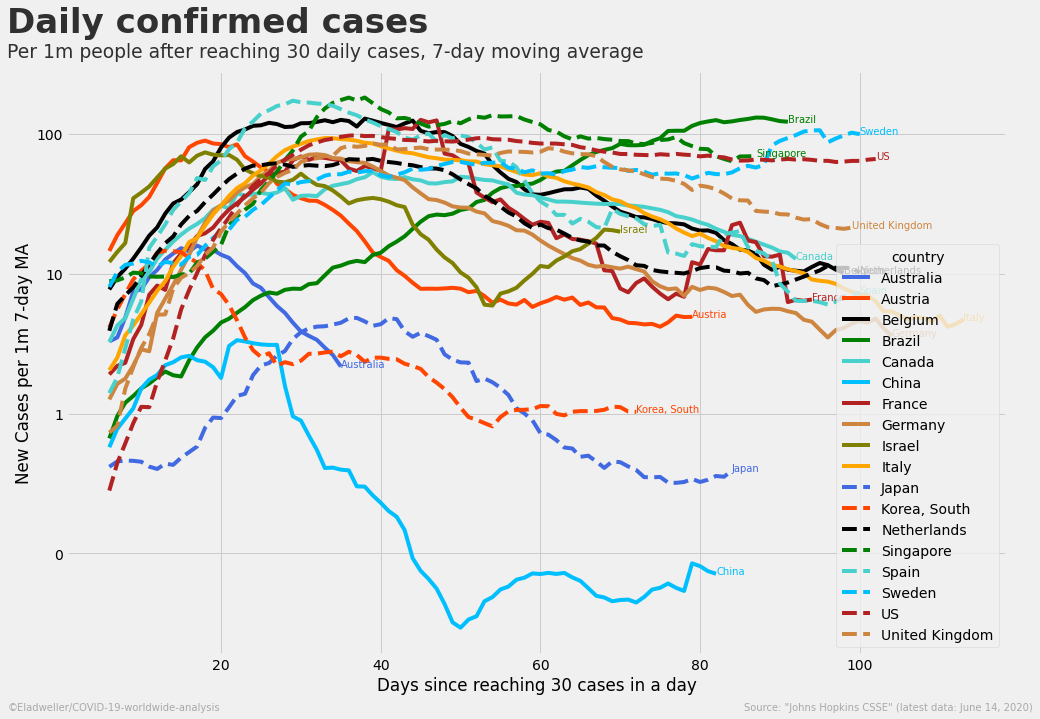 Daily confirmed cases
Per 1m people after reaching 30 daily cases, 7-day moving average
New Cases per 1m 7-day MA
100
10
1
0
20
40
60
80
100
Days since reaching 30 cases in a day
Brazil
Sweden
Singapore
US
United Kingdom
Israel
Canada
Netherlands
Spain
France
Austria
Italy
Germany
Australia
Korea, South
Japan
China
country
Australia
Austria
Belgium
Brazil
Canada
China
France
Germany
Israel
Italy
Japan
Korea, South
Netherlands
Singapore
Spain
Sweden
US
United Kingdom
©Eladweller/COVID-19-worldwide-analysis
Source: "Johns Hopkins CSSE" (latest data: June 14, 2020)